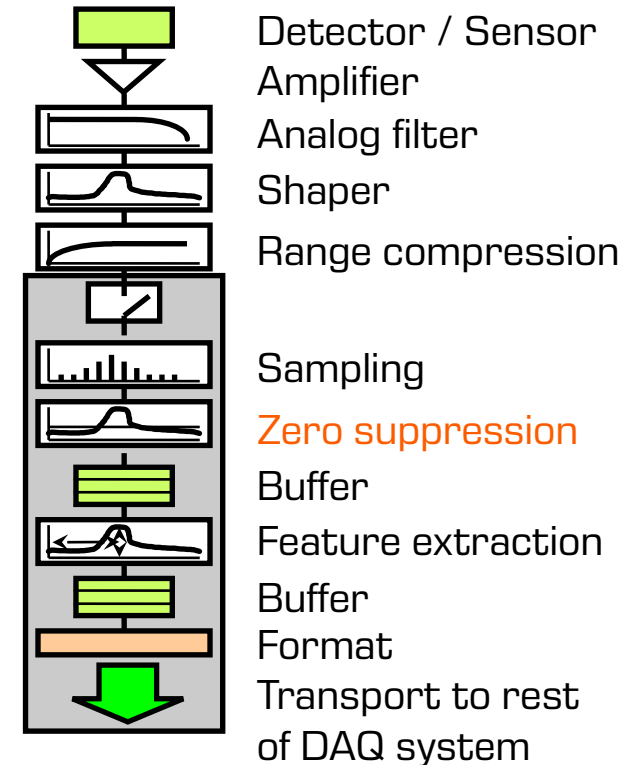 Detector / Sensor
Amplifier
Analog filter
Shaper
Range compression
Sampling
Zero suppression
Buffer
Feature extraction
Buffer
Format
Transport to rest
of DAQ system